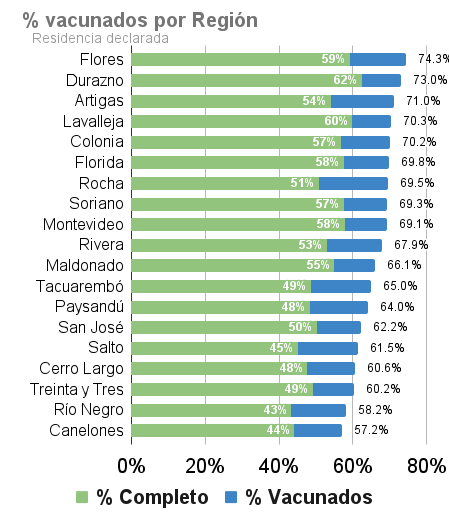 % vacunados por Región
Residencia declarada
Flores 59% 74.3%
Durazno 62% 73.0%
Artigas 54% 71.0%
Lavalleja 60% 70.3%
Colonia 57% 70.2%
Florida 58% 69.8%
Rocha 51% 69.5%
Soriano 57% 69.3%
Montevideo 58% 69.1%
Rivera 53% 67.9%
Maldonado 55% 66.1%
Tacuarembó 49% 65.0%
Paysandú 48% 64.0%
San José 50% 62.2%
Salto 45% 61.5%
Cerro Largo 48% 60.6%
Treinta y Tres 49% 60.2%
Río Negro 43% 58.2%
Canelones 44% 57.2%
0% 20% 40% 60% 80%
% Completo % Vacunados